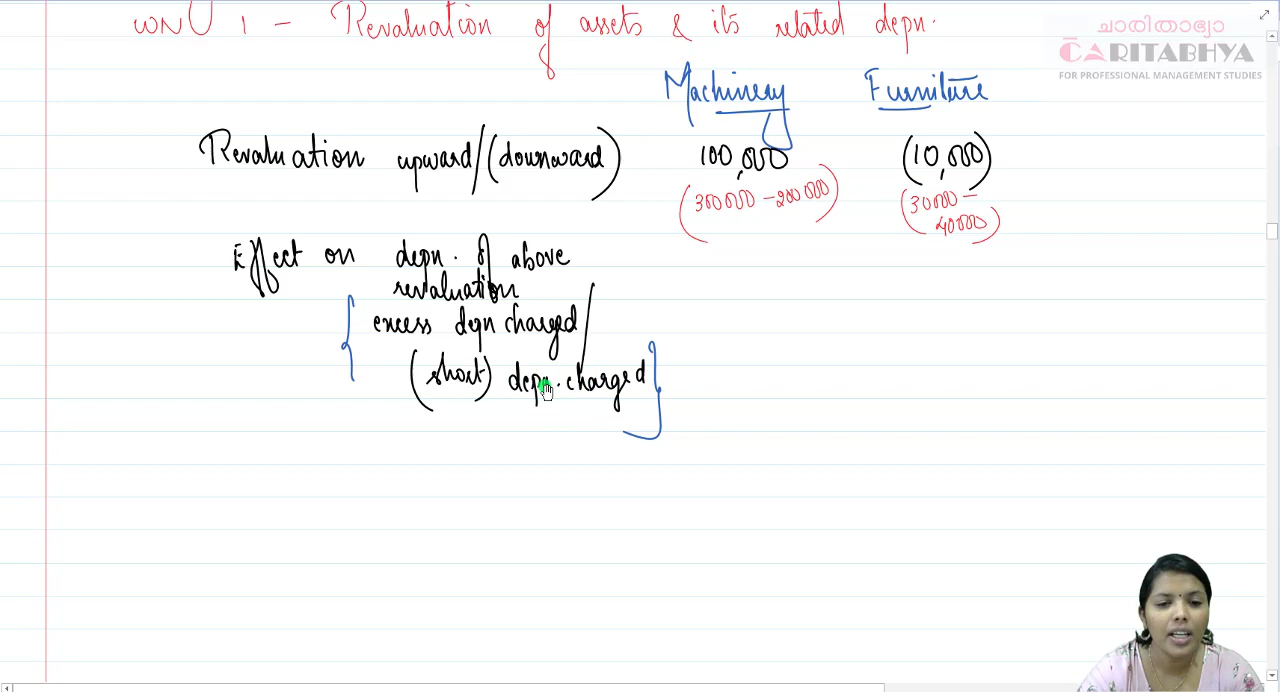 WN 1 - Revaluation of assets & its related depn.
ചാരിതാഭ്യാ
CĀRITABHYA
FOR PROFESSIONAL MANAGEMENT STUDIES
Machinery Furniture
Revaluation upward/(downward) 100,000 (10,000)
(300000 - 200000) (30000 - 40000)
Effect on depn. of above
revaluation
{ excess depn charged/
(short) depn. charged }